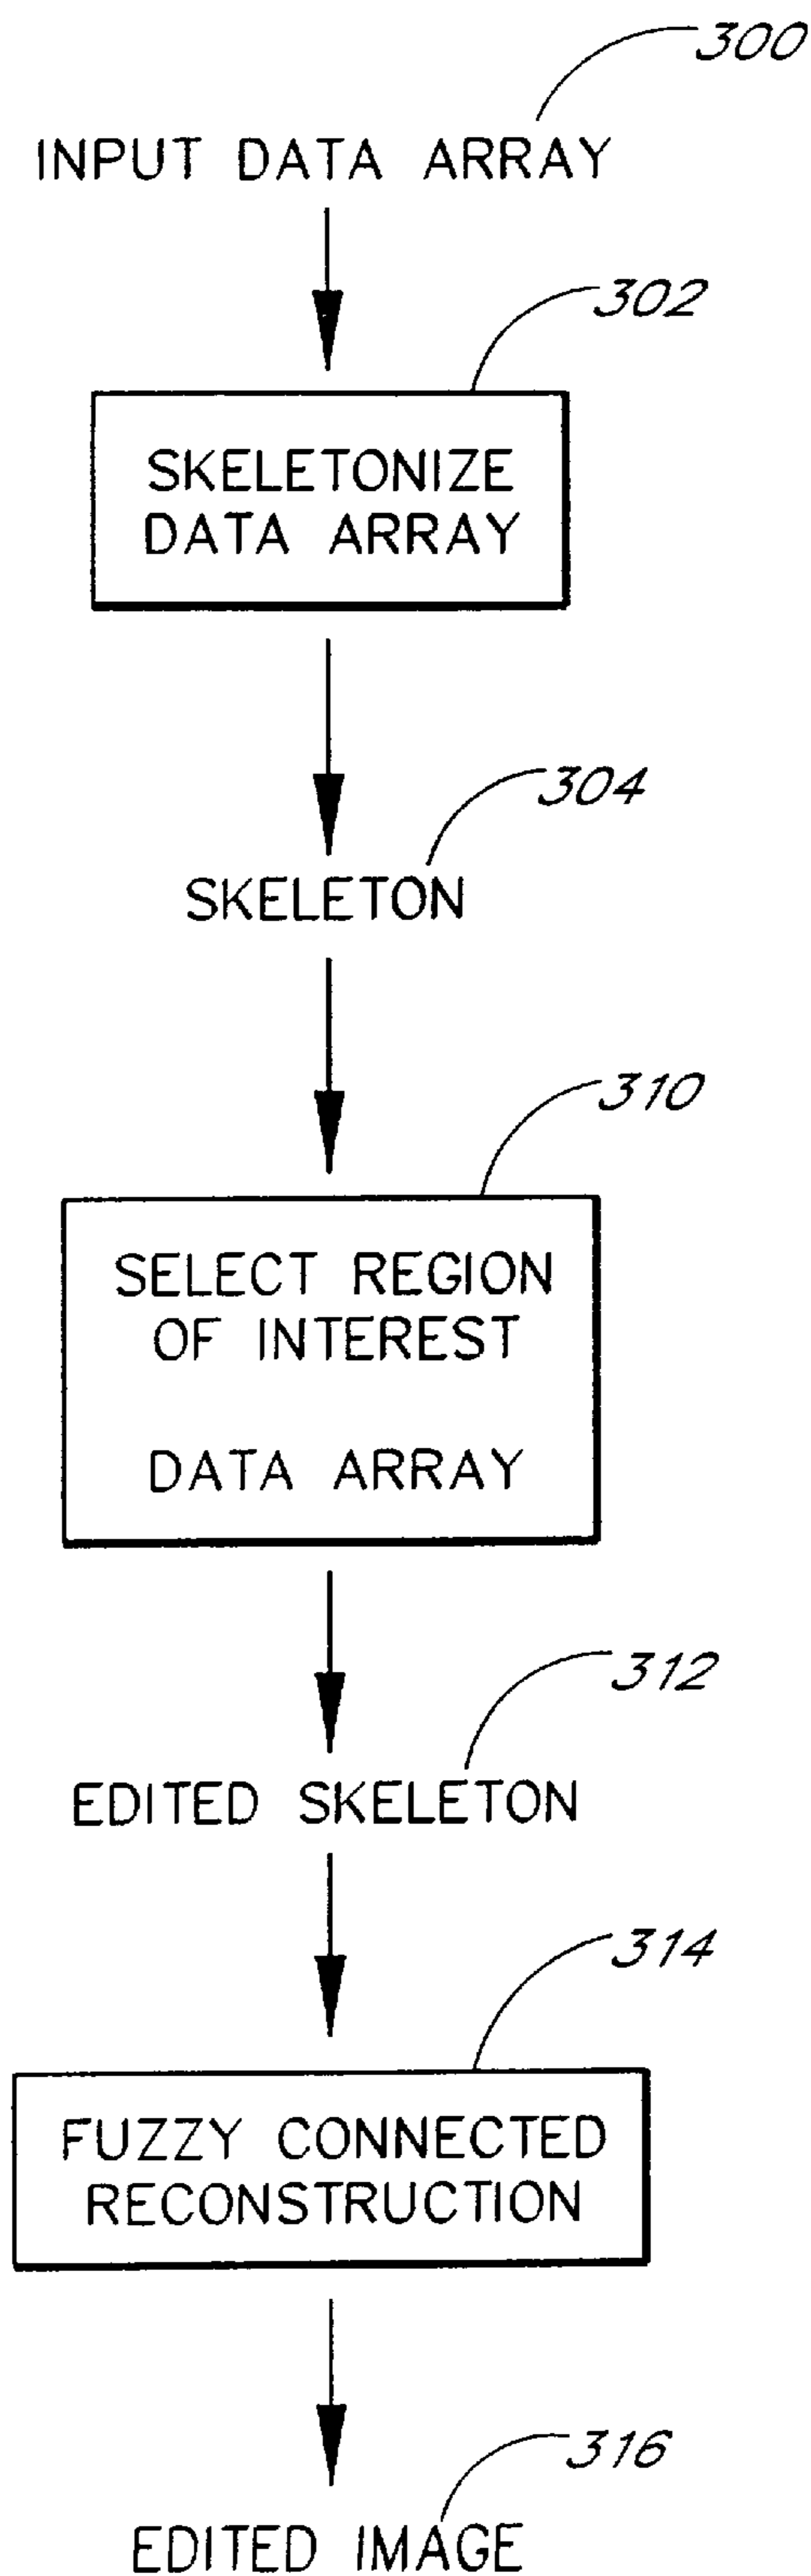 300
INPUT DATA ARRAY
302
SKELETONIZE
DATA ARRAY
304
SKELETON
310
SELECT REGION
OF INTEREST
DATA ARRAY
312
EDITED SKELETON
314
FUZZY CONNECTED
RECONSTRUCTION
316
EDITED IMAGE